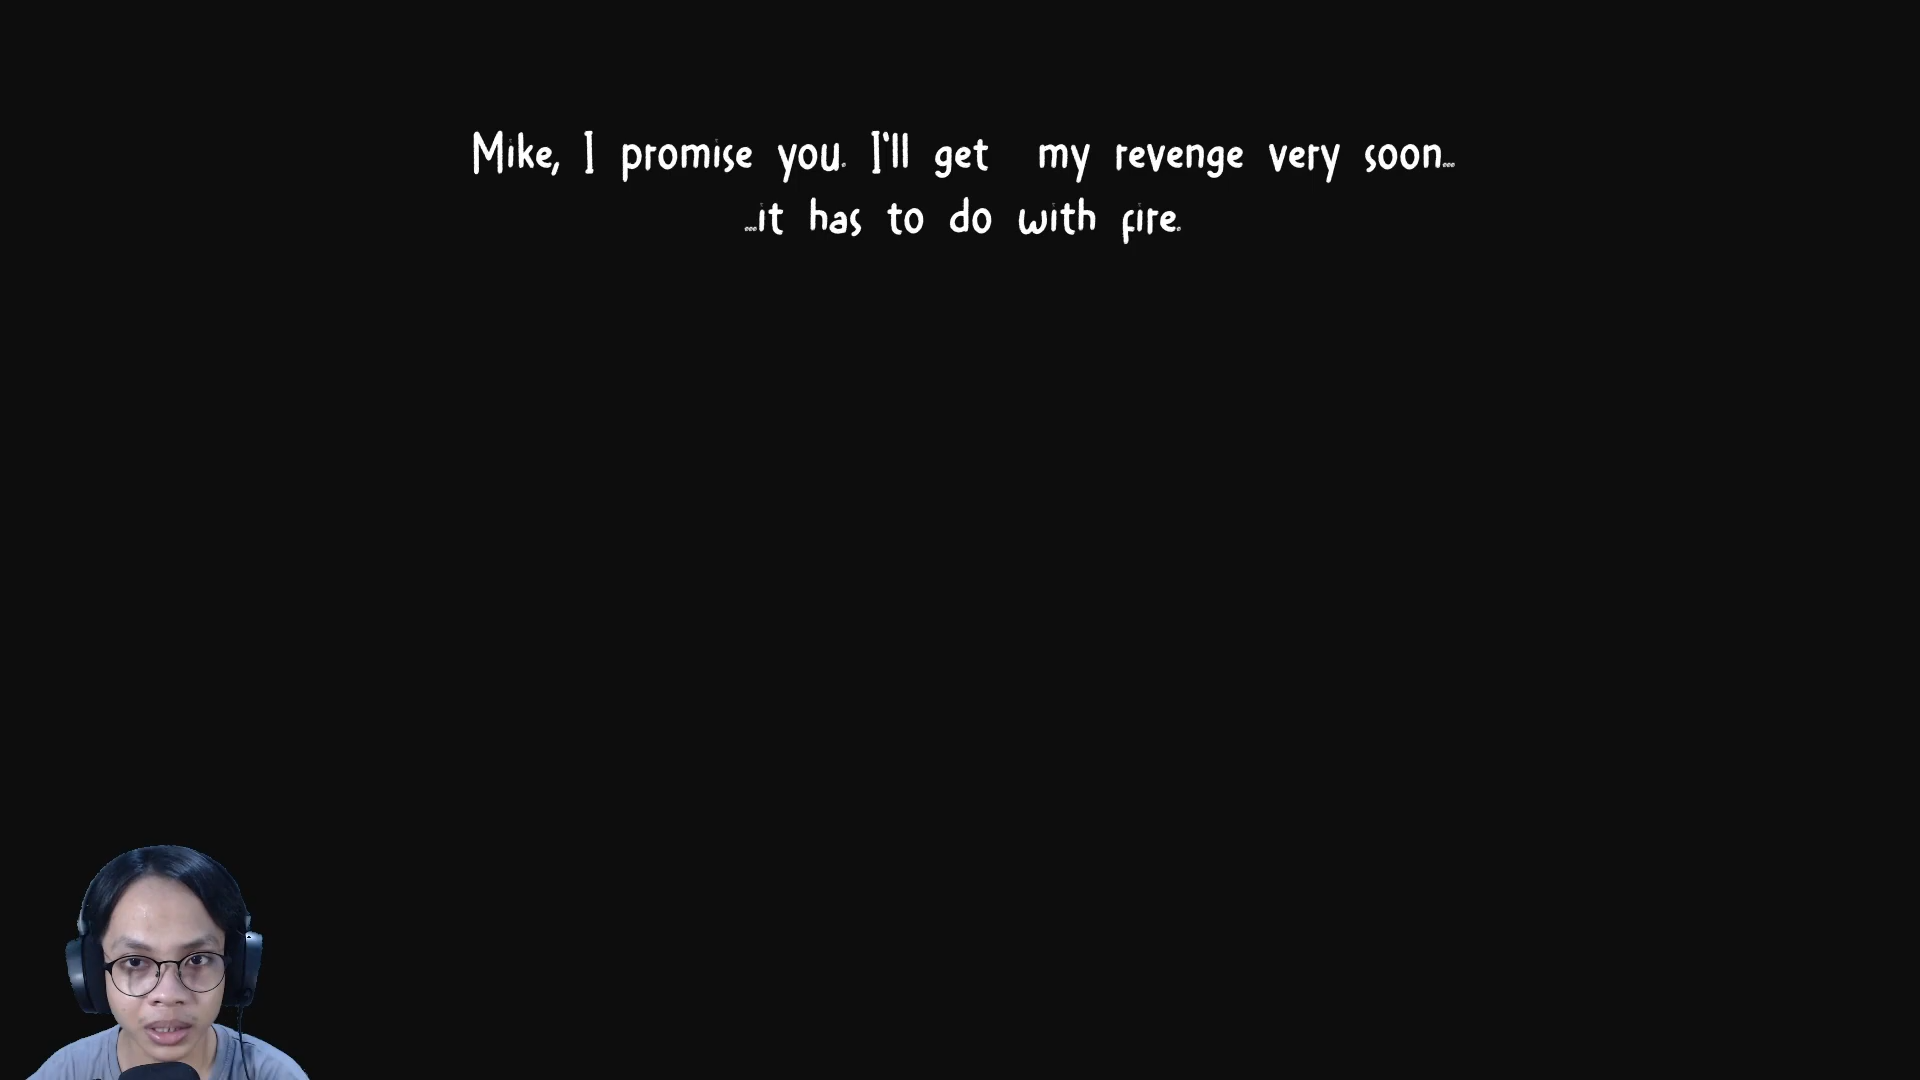 Mike, I promise you. I'll get  my revenge very soon...
...it has to do with fire.